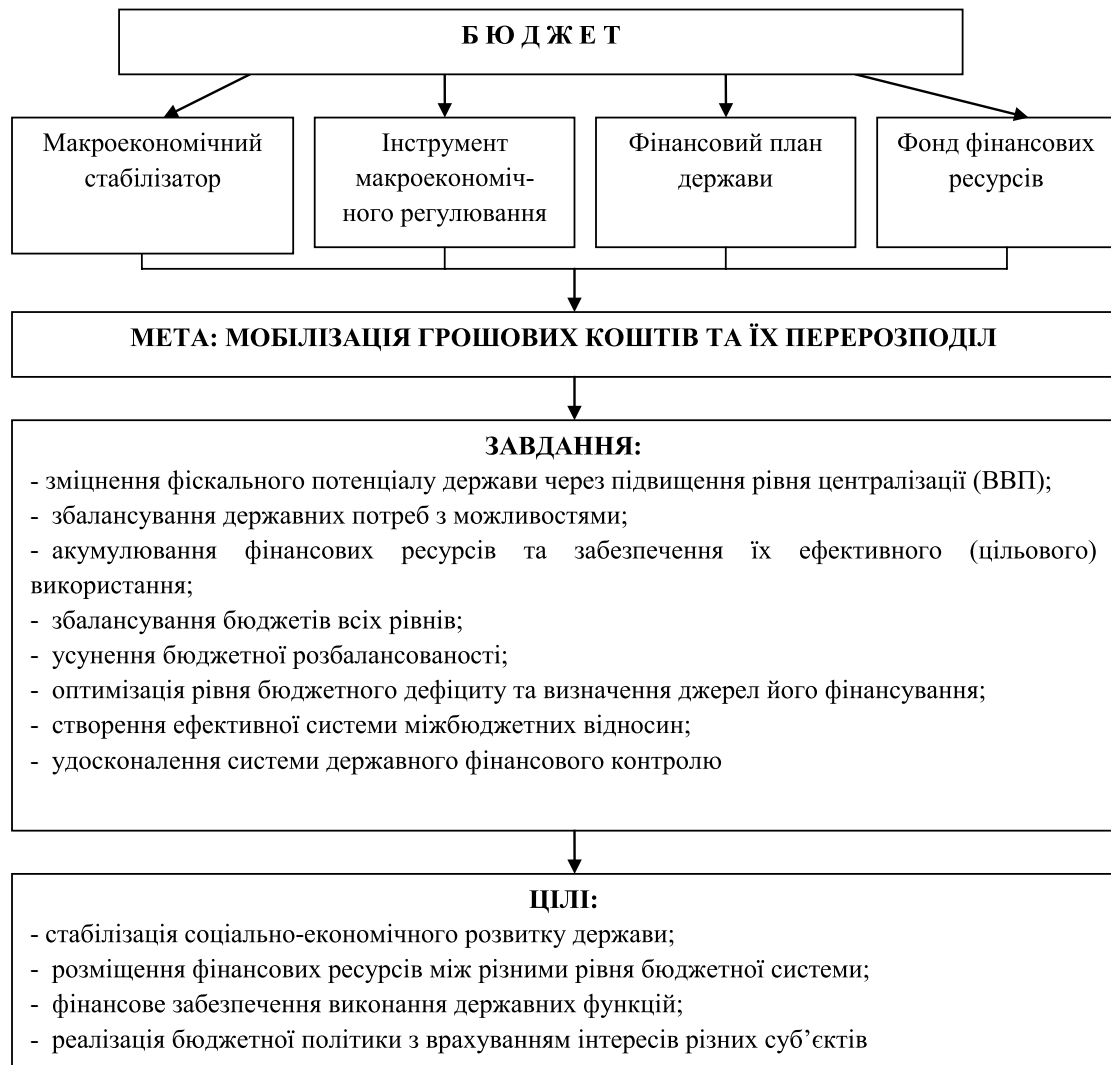 Б Ю Д Ж Е Т
Макроекономічний
стабілізатор
Інструмент
макроекономіч-
ного регулювання
Фінансовий план
держави
Фонд фінансових
ресурсів
МЕТА: МОБІЛІЗАЦІЯ ГРОШОВИХ КОШТІВ ТА ЇХ ПЕРЕРОЗПОДІЛ
ЗАВДАННЯ:
- зміцнення фіскального потенціалу держави через підвищення рівня централізації (ВВП);
- збалансування державних потреб з можливостями;
- акумулювання фінансових ресурсів та забезпечення їх ефективного (цільового)
використання;
- збалансування бюджетів всіх рівнів;
- усунення бюджетної розбалансованості;
- оптимізація рівня бюджетного дефіциту та визначення джерел його фінансування;
- створення ефективної системи міжбюджетних відносин;
- удосконалення системи державного фінансового контролю
ЦІЛІ:
- стабілізація соціально-економічного розвитку держави;
- розміщення фінансових ресурсів між різними рівня бюджетної системи;
- фінансове забезпечення виконання державних функцій;
- реалізація бюджетної політики з врахуванням інтересів різних суб’єктів